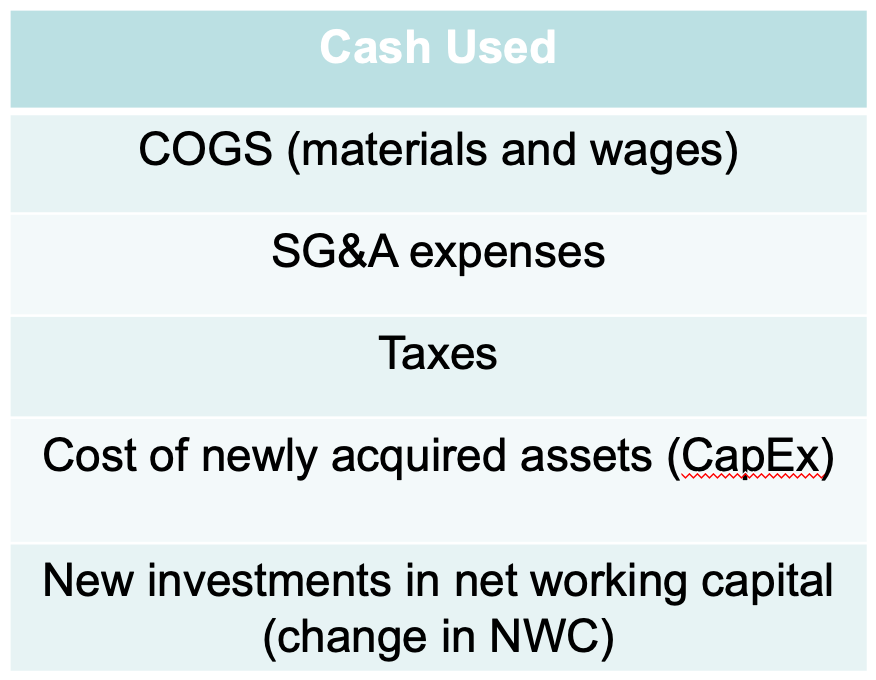 Cash Used
COGS (materials and wages)
SG&A expenses
Taxes
Cost of newly acquired assets (CapEx)
New investments in net working capital
(change in NWC)